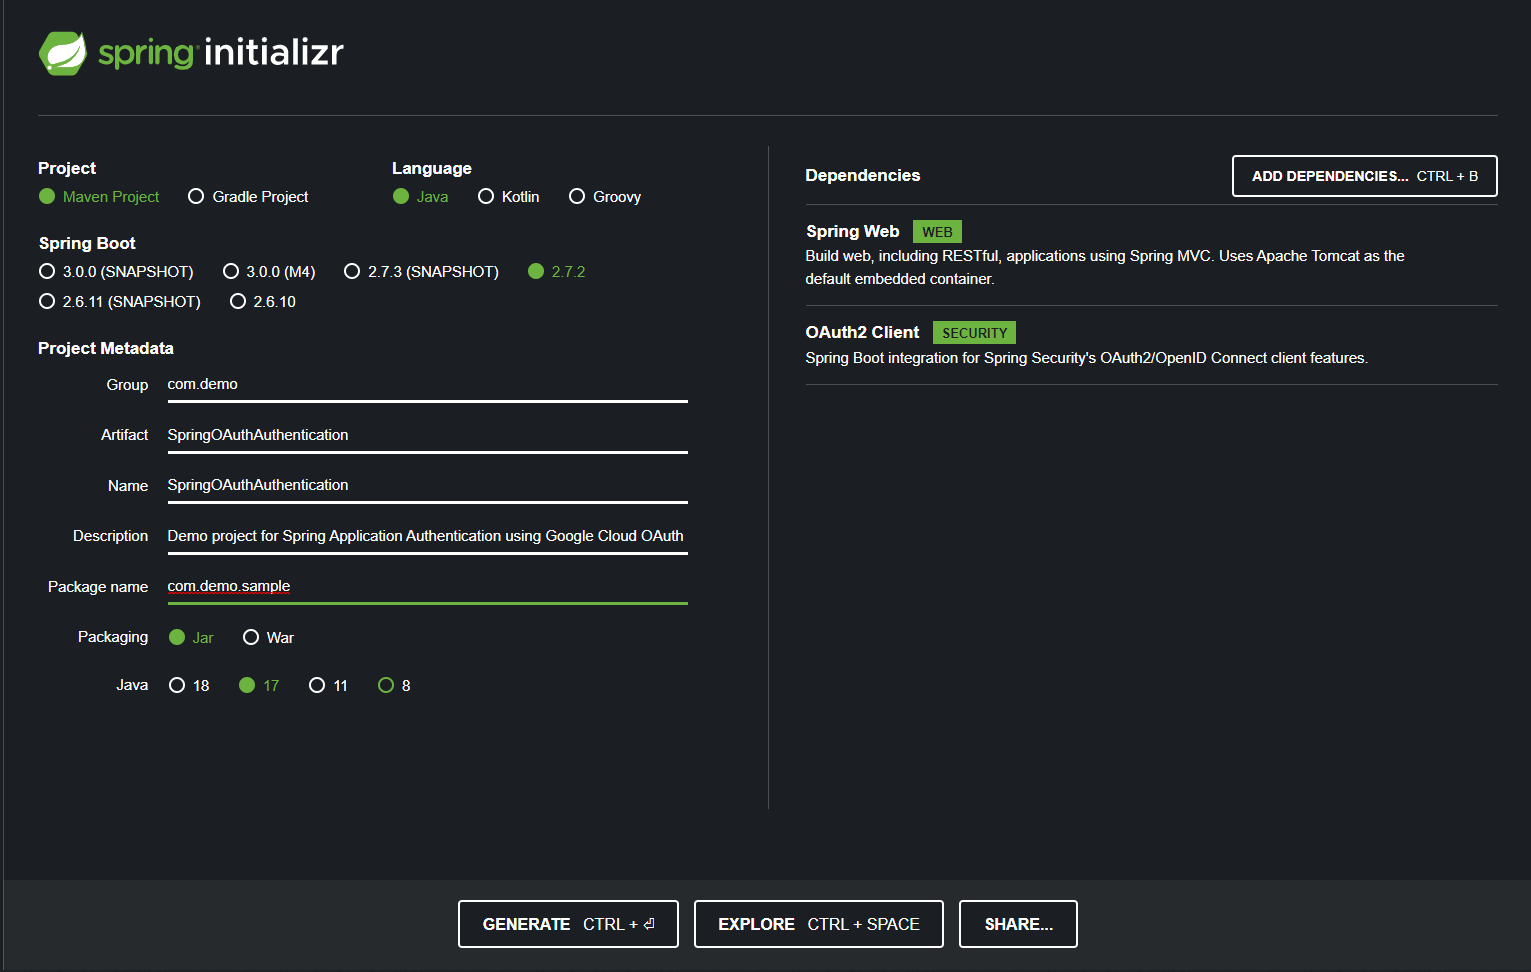 spring initializr
Project
Maven Project Gradle Project
Language
Java Kotlin Groovy
Spring Boot
3.0.0 (SNAPSHOT) 3.0.0 (M4) 2.7.3 (SNAPSHOT) 2.7.2
2.6.11 (SNAPSHOT) 2.6.10
Project Metadata
Group com.demo
Artifact SpringOAuthAuthentication
Name SpringOAuthAuthentication
Description Demo project for Spring Application Authentication using Google Cloud OAuth
Package name com.demo.sample
Packaging Jar War
Java 18 17 11 8
Dependencies
ADD DEPENDENCIES... CTRL + B
Spring Web WEB
Build web, including RESTful, applications using Spring MVC. Uses Apache Tomcat as the
default embedded container.
OAuth2 Client SECURITY
Spring Boot integration for Spring Security's OAuth2/OpenID Connect client features.
GENERATE CTRL + ⏎ EXPLORE CTRL + SPACE SHARE...